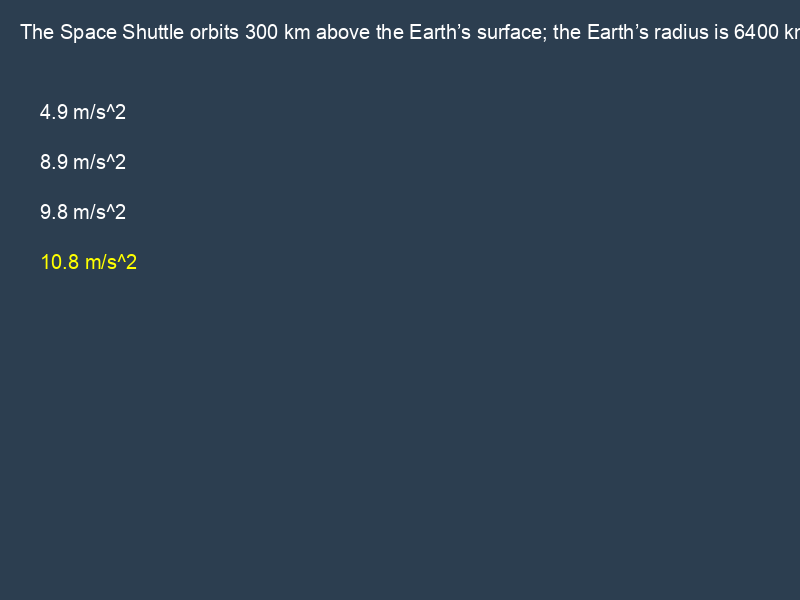 The Space Shuttle orbits 300 km above the Earth’s surface; the Earth’s radius is 6400
4.9 m/s^2
8.9 m/s^2
9.8 m/s^2
10.8 m/s^2